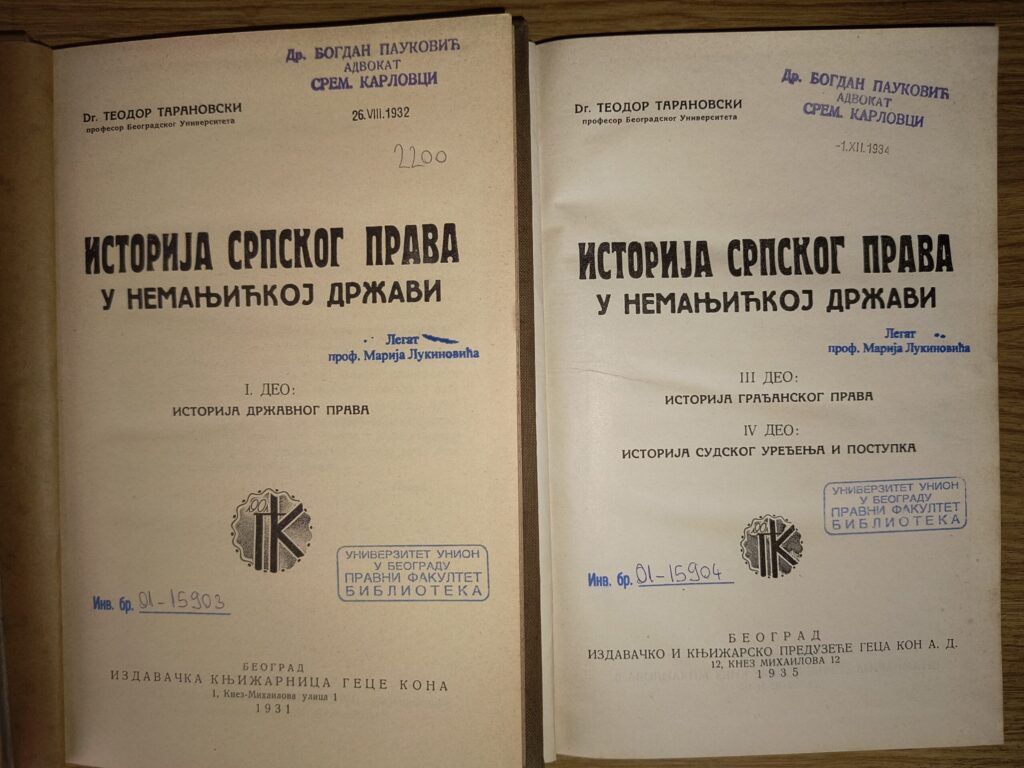 Др. БОГДАН ПАУКОВИЋ
АДВОКАТ
СРЕМ. КАРЛОВЦИ
Dr. ТЕОДОР ТАРАНОВСКИ
професор Београдског Универзитета
26.VIII.1932
2200
ИСТОРИЈА СРПСКОГ ПРАВА
У НЕМАЊИЋКОЈ ДРЖАВИ
Легат
проф. Марија Лукиновића
I. ДЕО:
ИСТОРИЈА ДРЖАВНОГ ПРАВА
100.
ГК
УНИВЕРЗИТЕТ УНИОН
У БЕОГРАДУ
ПРАВНИ ФАКУЛТЕТ
БИБЛИОТЕКА
Инв. бр. 01-15903
БЕОГРАД
ИЗДАВАЧКА КЊИЖАРНИЦА ГЕЦЕ КОНА
1, Кнез-Михаилова улица 1
1931
Др. БОГДАН ПАУКОВИЋ
АДВОКАТ
СРЕМ. КАРЛОВЦИ
Dr. ТЕОДОР ТАРАНОВСКИ
професор Београдског Универзитета
-1.XII.1934
ИСТОРИЈА СРПСКОГ ПРАВА
У НЕМАЊИЋКОЈ ДРЖАВИ
Легат
проф. Марија Лукиновића
III ДЕО:
ИСТОРИЈА ГРАЂАНСКОГ ПРАВА
IV ДЕО:
ИСТОРИЈА СУДСКОГ УРЕЂЕЊА И ПОСТУПКА
УНИВЕРЗИТЕТ УНИОН
У БЕОГРАДУ
ПРАВНИ ФАКУЛТЕТ
БИБЛИОТЕКА
100.
ГК
Инв. бр. 01-15904
БЕОГРАД
ИЗДАВАЧКО И КЊИЖАРСКО ПРЕДУЗЕЋЕ ГЕЦА КОН А. Д.
12, КНЕЗ МИХАИЛОВА 12
1935